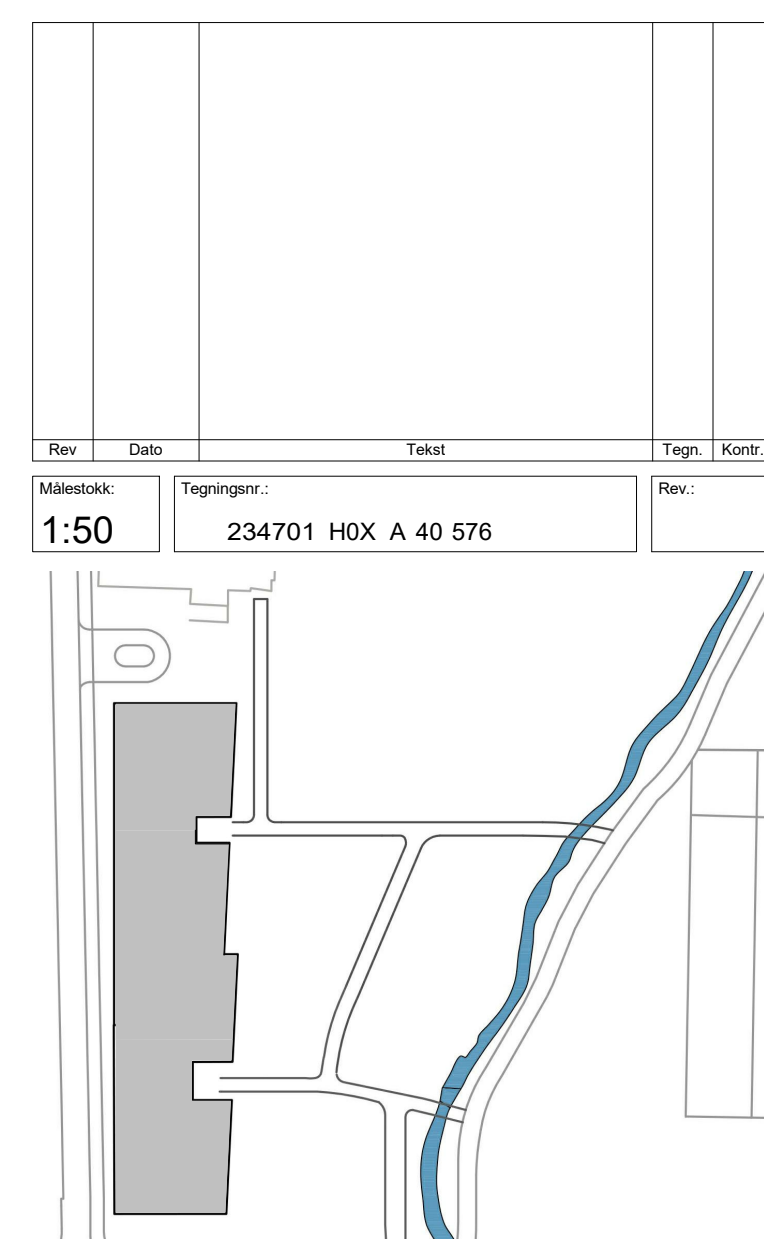 Rev Dato Tekst Tegn. Kontr.
Målestokk: Tegningsnr.: Rev.:
1:50 234701 H0X A 40 576